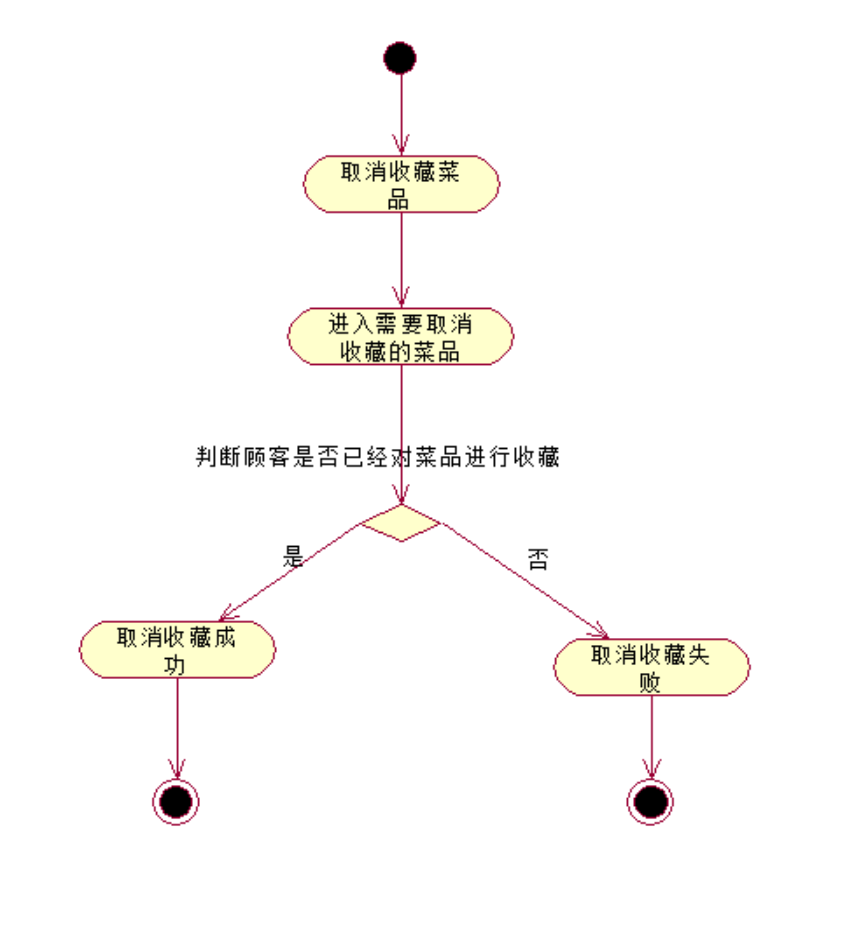 取消收藏菜
品
进入需要取消
收藏的菜品
判断顾客是否已经对菜品进行收藏
是
否
取消收藏成
功
取消收藏失
败